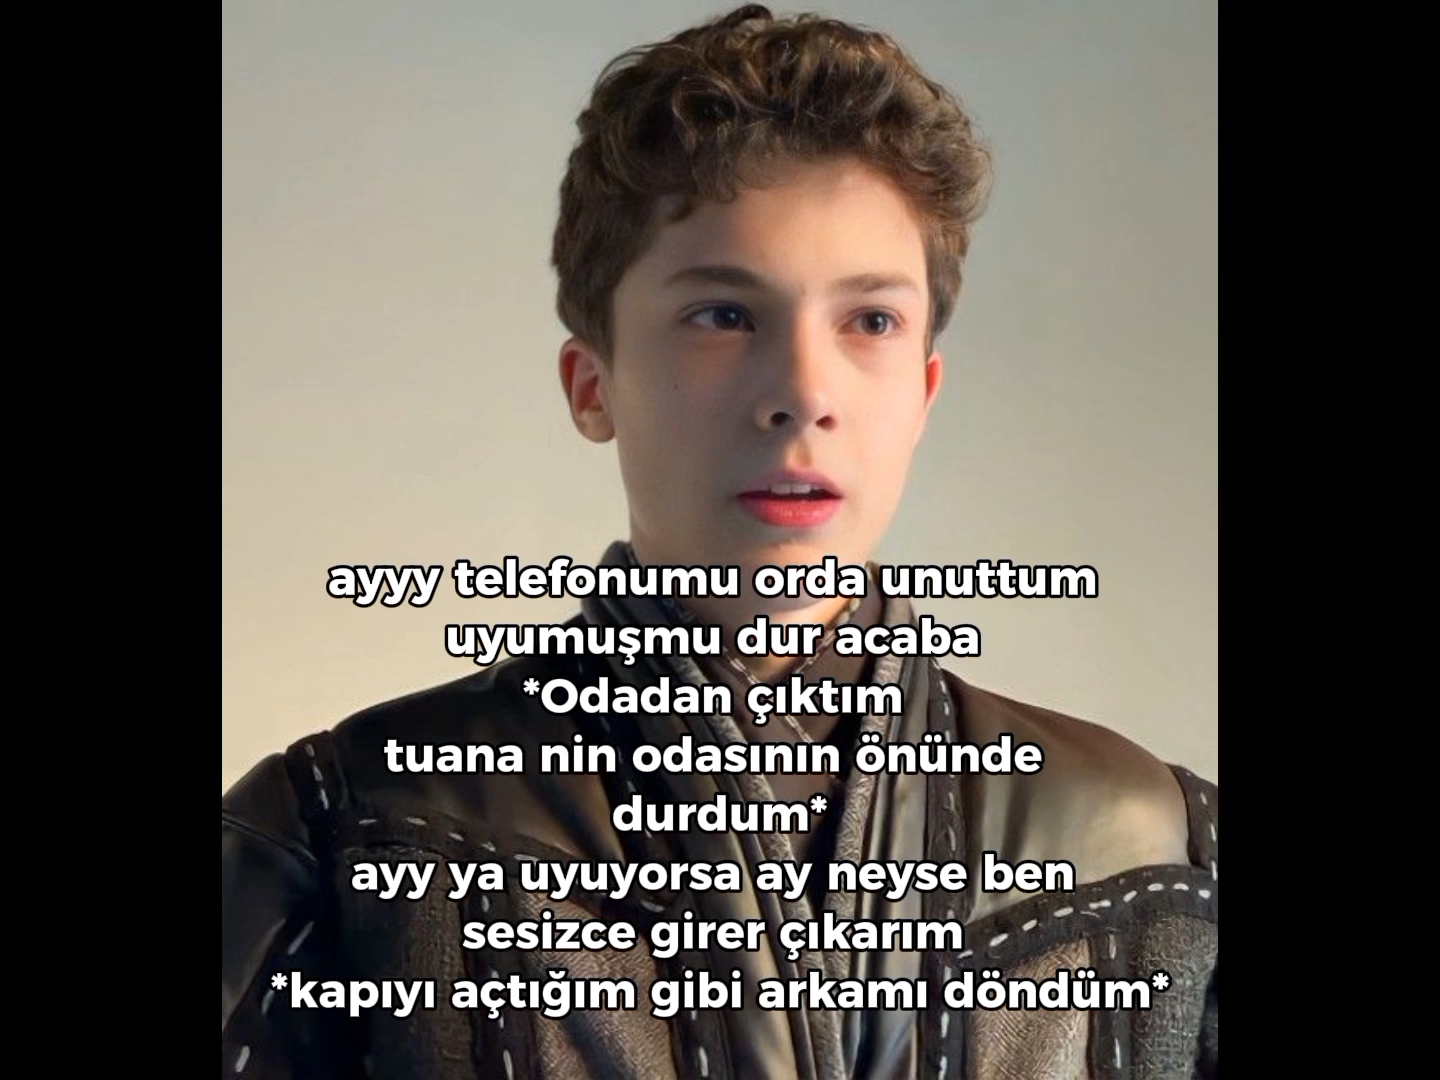 ayyy telefonumu orda unuttum
uyumuşmu dur acaba
*Odadan çıktım
tuana nin odasının önünde
durdum*
ayy ya uyuyorsa ay neyse ben
sesizce girer çıkarım
*kapıyı açtığım gibi arkamı döndüm*